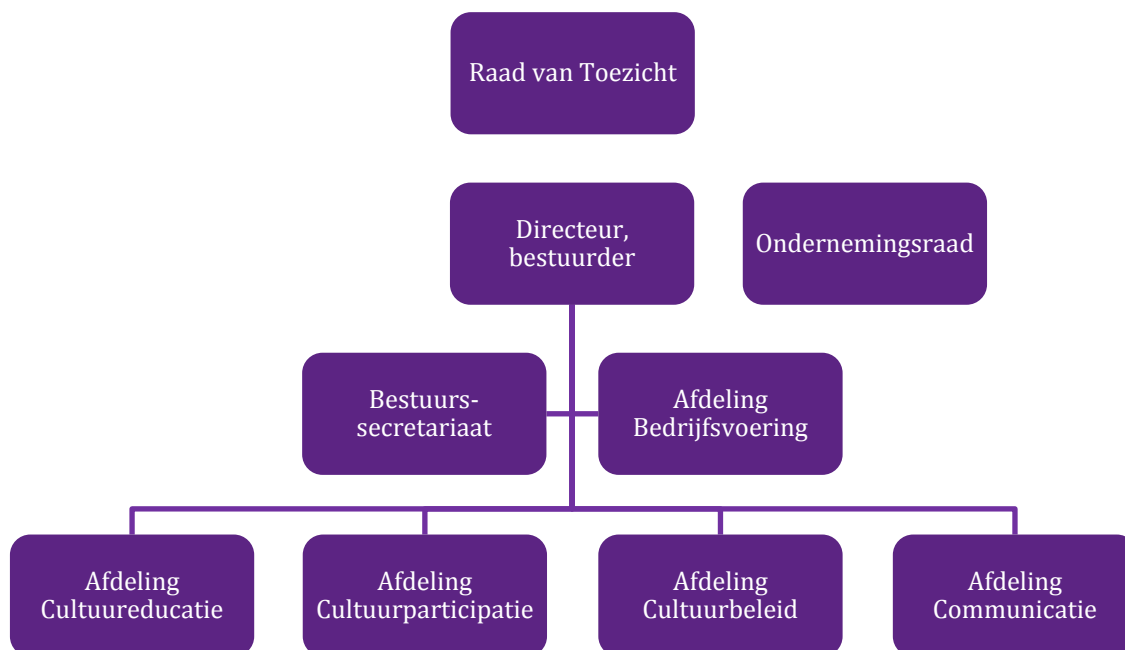 Raad van Toezicht
Directeur,
bestuurder
Ondernemingsraad
Bestuurs-
secretariaat
Afdeling
Bedrijfsvoering
Afdeling
Cultuureducatie
Afdeling
Cultuurparticipatie
Afdeling
Cultuurbeleid
Afdeling
Communicatie